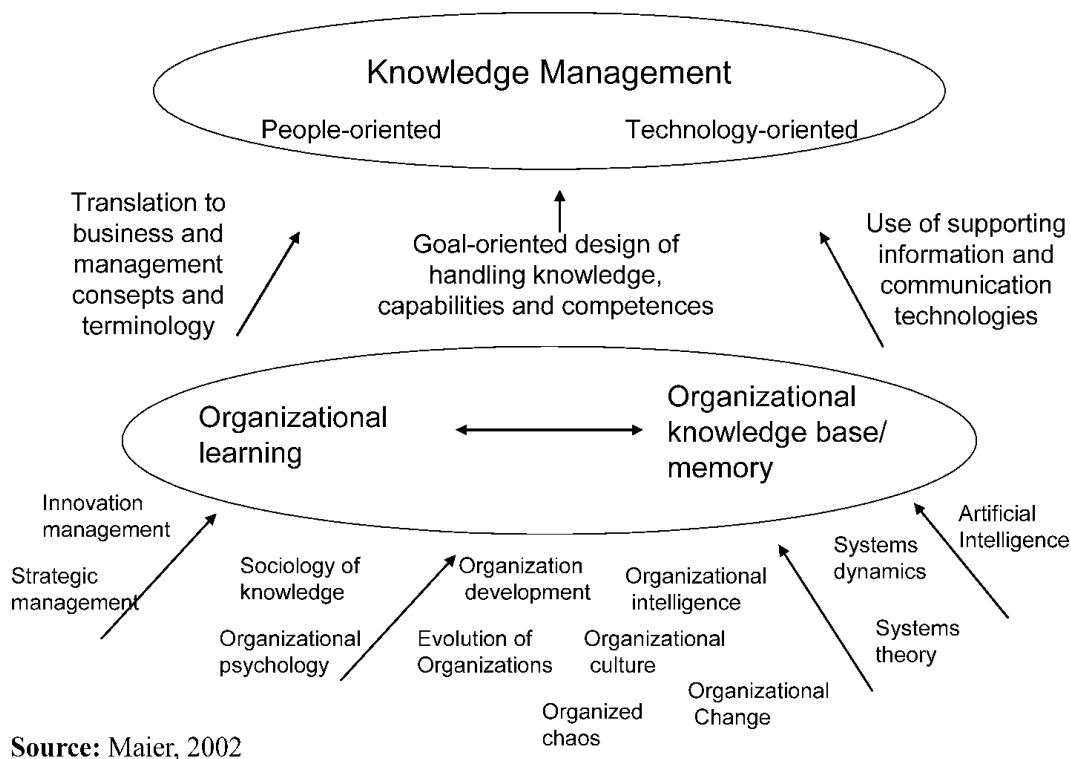 Knowledge Management
People-oriented
Technology-oriented
Translation to
business and
management
consepts and
terminology
Goal-oriented design of
handling knowledge,
capabilities and competences
Use of supporting
information and
communication
technologies
Organizational
learning
Organizational
knowledge base/
memory
Innovation
management
Strategic
management
Sociology of
knowledge
Organizational
psychology
Organization
development
Evolution of
Organizations
Organizational
intelligence
Organizational
culture
Organized
chaos
Organizational
Change
Systems
dynamics
Systems
theory
Artificial
Intelligence
Source: Maier, 2002